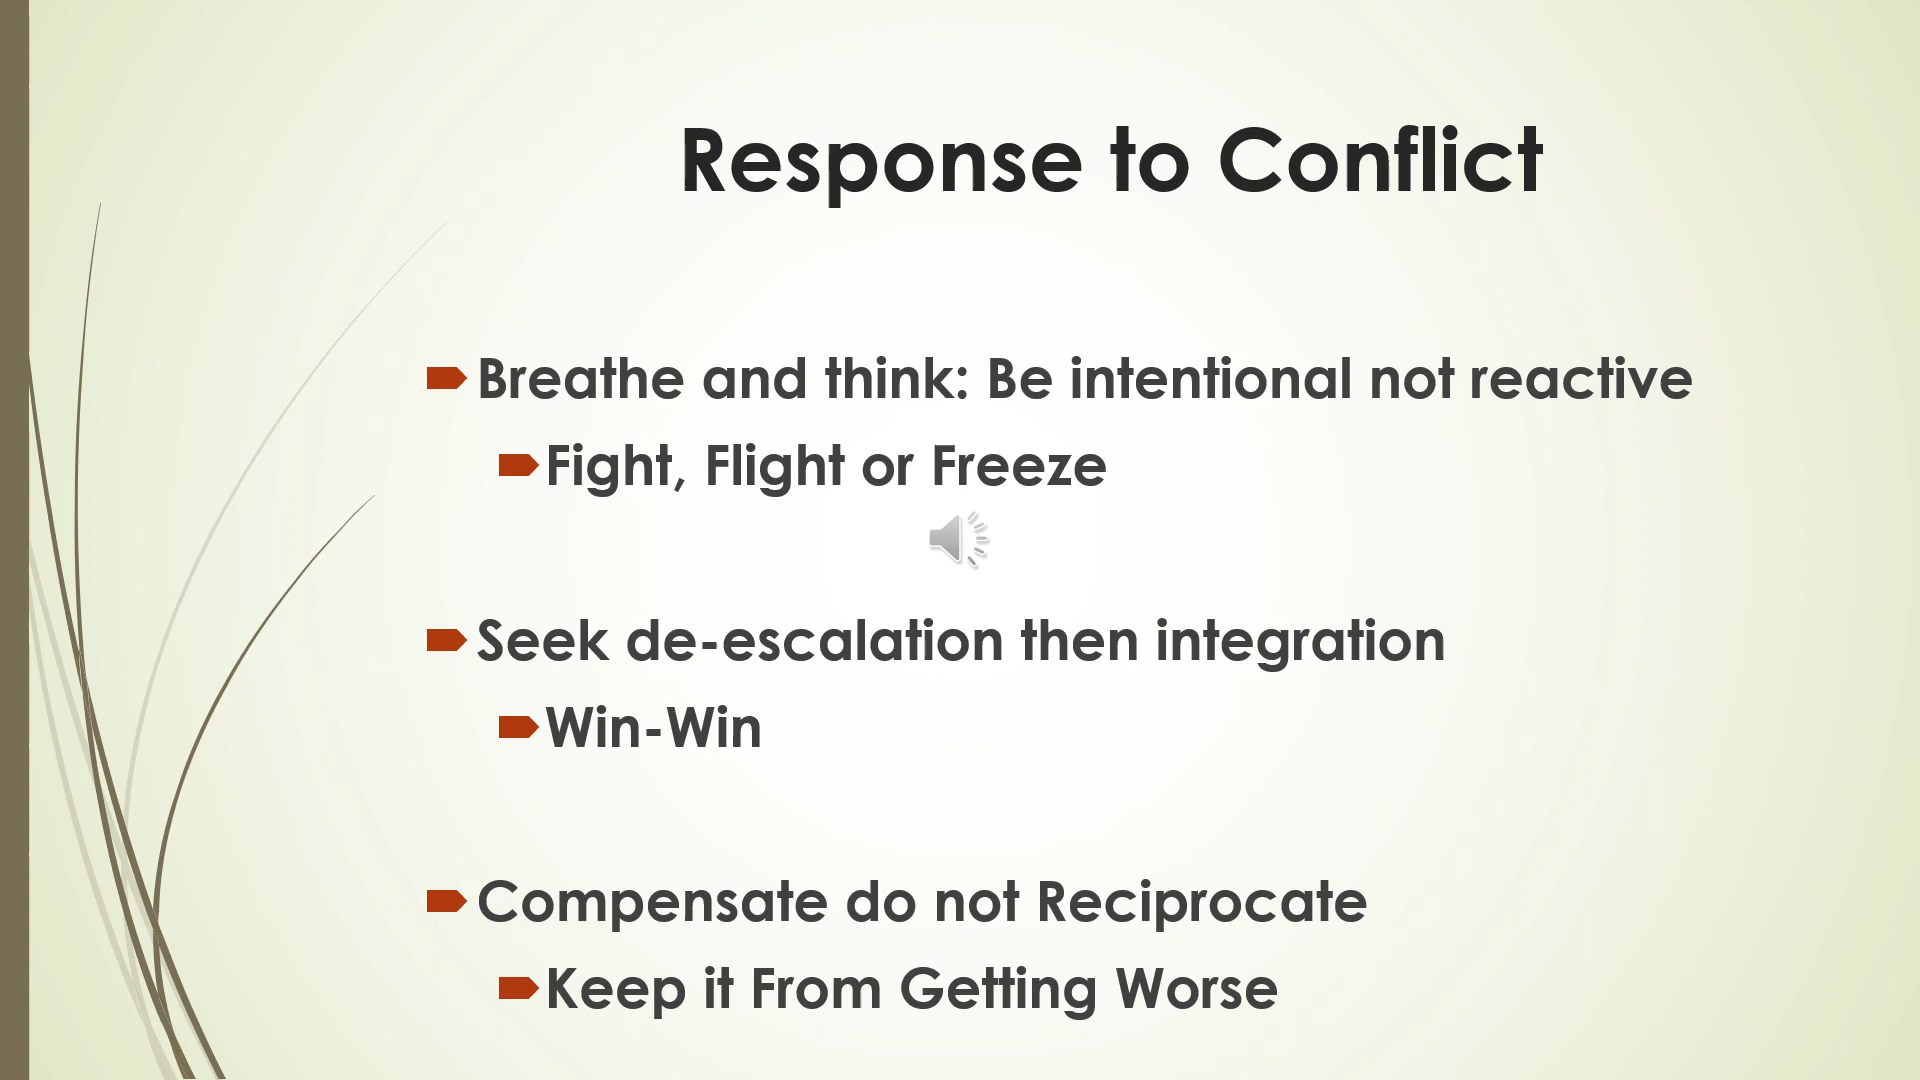 Response to Conflict
Breathe and think: Be intentional not reactive
Fight, Flight or Freeze
Seek de-escalation then integration
Win-Win
Compensate do not Reciprocate
Keep it From Getting Worse